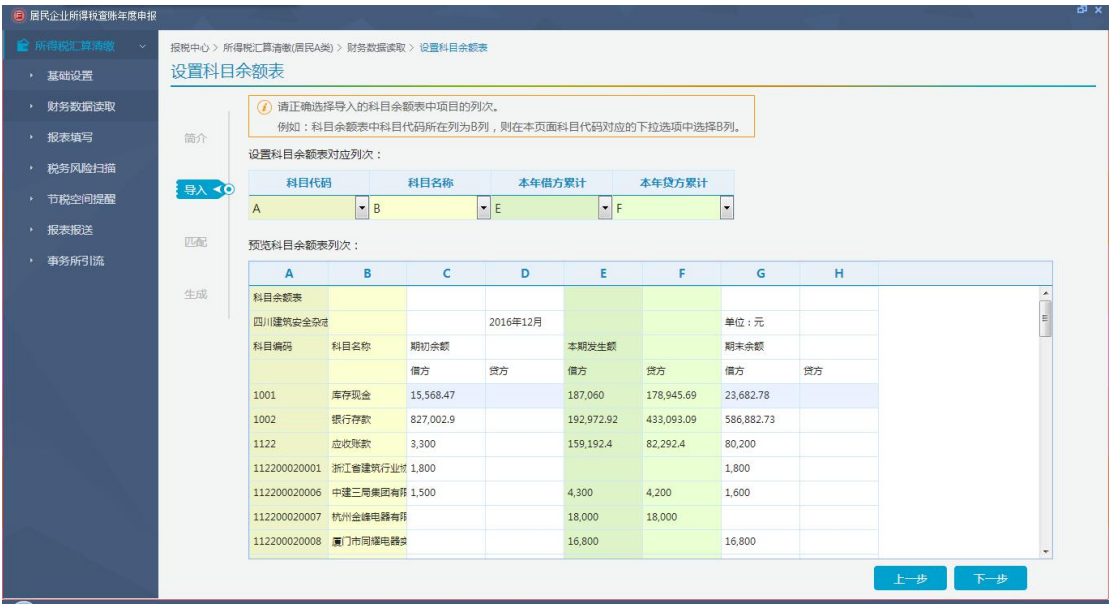 居民企业所得税查账年度申报
所得税汇算清缴
基础设置
财务数据读取
报表填写
税务风险扫描
节税空间提醒
报表报送
事务所引流
报税中心 > 所得税汇算清缴(居民A类) > 财务数据读取 > 设置科目余额表
设置科目余额表
简介
导入
匹配
生成
请正确选择导入的科目余额表中项目的列次。
例如：科目余额表中科目代码所在列为B列，则在本页面科目代码对应的下拉选项中选择B列。
设置科目余额表对应列次：
科目代码 科目名称 本年借方累计 本年贷方累计
A B E F
预览科目余额表列次：
A B C D E F G H
科目余额表
四川建筑安全杂志 2016年12月 单位：元
科目编码 科目名称 期初余额 本期发生额 期末余额
借方 贷方 借方 贷方 借方 贷方
1001 库存现金 15,568.47 187,060 178,945.69 23,682.78
1002 银行存款 827,002.9 192,972.92 433,093.09 586,882.73
1122 应收账款 3,300 159,192.4 82,292.4 80,200
112200020001 浙江省建筑行业协 1,800 1,800
112200020006 中建三局集团有限 1,500 4,300 4,200 1,600
112200020007 杭州金峰电器有限 18,000 18,000
112200020008 厦门市同耀电器实 16,800 16,800
上一步 下一步